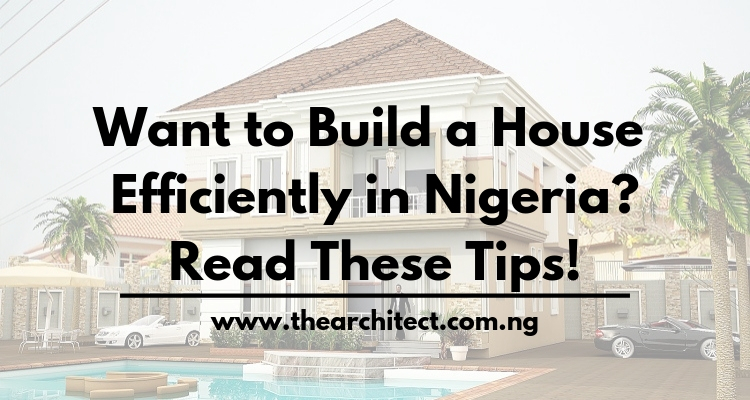 Want to Build a House
Efficiently in Nigeria?
Read These Tips!
www.thearchitect.com.ng